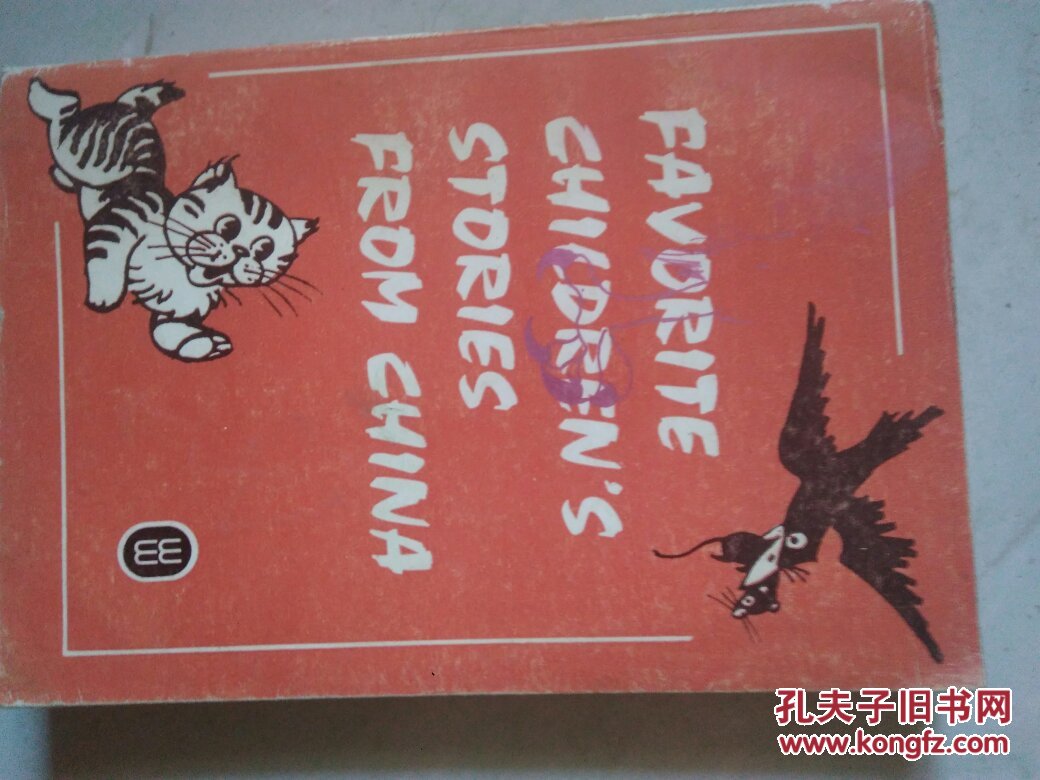 FAVORITE
CHILDREN'S
STORIES
FROM CHINA
孔夫子旧书网
www.kongfz.com